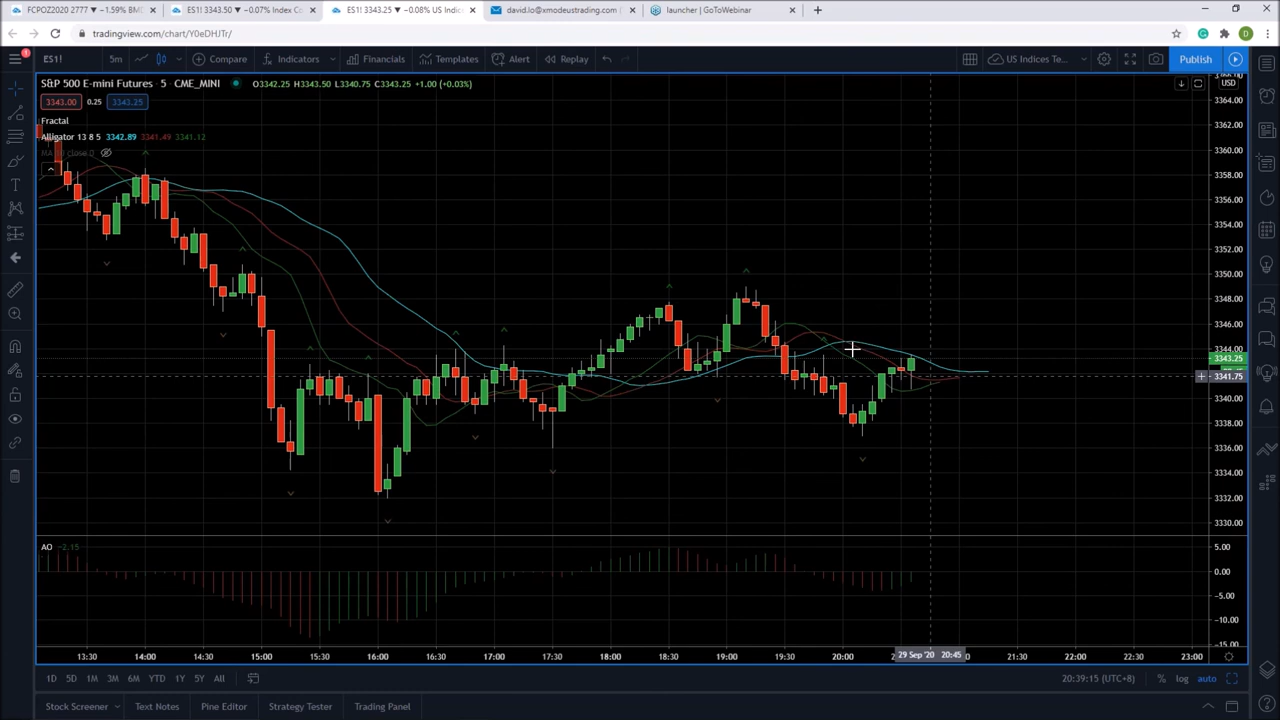 FCPOZ2020 2777 ▼ −1.59% BM
ES1! 3343.50 ▼ −0.07% Index Co
ES1! 3343.25 ▼ −0.08% US Indic
david.lo@xmodeustrading.com
launcher | GoToWebinar
tradingview.com/chart/Y0eDHJTr/
D
ES1!
5m
Compare
Indicators
Financials
Templates
Alert
Replay
US Indices Te...
Publish
S&P 500 E-mini Futures · 5 · CME_MINI
O3342.25 H3343.50 L3340.75 C3343.25 +1.00 (+0.03%)
USD
3343.00
0.25
3343.25
Fractal
Alligator 13 8 5 3342.89 3341.49 3341.12
MA 10 close 0
3364.00
3362.00
3360.00
3358.00
3356.00
3354.00
3352.00
3350.00
3348.00
3346.00
3344.00
3343.25
3341.75
3340.00
3338.00
3336.00
3334.00
3332.00
3330.00
AO −2.15
5.00
0.00
−5.00
−10.00
−15.00
13:30
14:00
14:30
15:00
15:30
16:00
16:30
17:00
17:30
18:00
18:30
19:00
19:30
20:00
29 Sep '20 20:45
21:30
22:00
22:30
23:00
1D
5D
1M
3M
6M
YTD
1Y
5Y
All
20:39:15 (UTC+8)
%
log
auto
Stock Screener
Text Notes
Pine Editor
Strategy Tester
Trading Panel